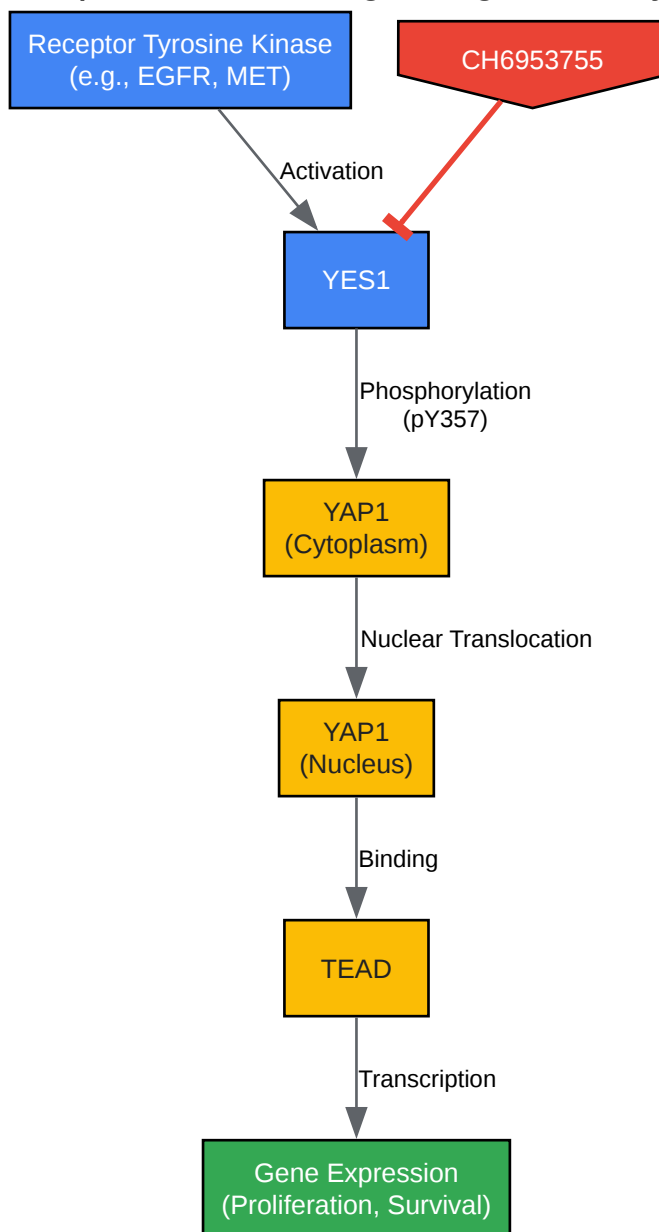 Receptor Tyrosine Kinase
(e.g., EGFR, MET)
CH6953755
Activation
YES1
Phosphorylation
(pY357)
YAP1
(Cytoplasm)
Nuclear Translocation
YAP1
(Nucleus)
Binding
TEAD
Transcription
Gene Expression
(Proliferation, Survival)